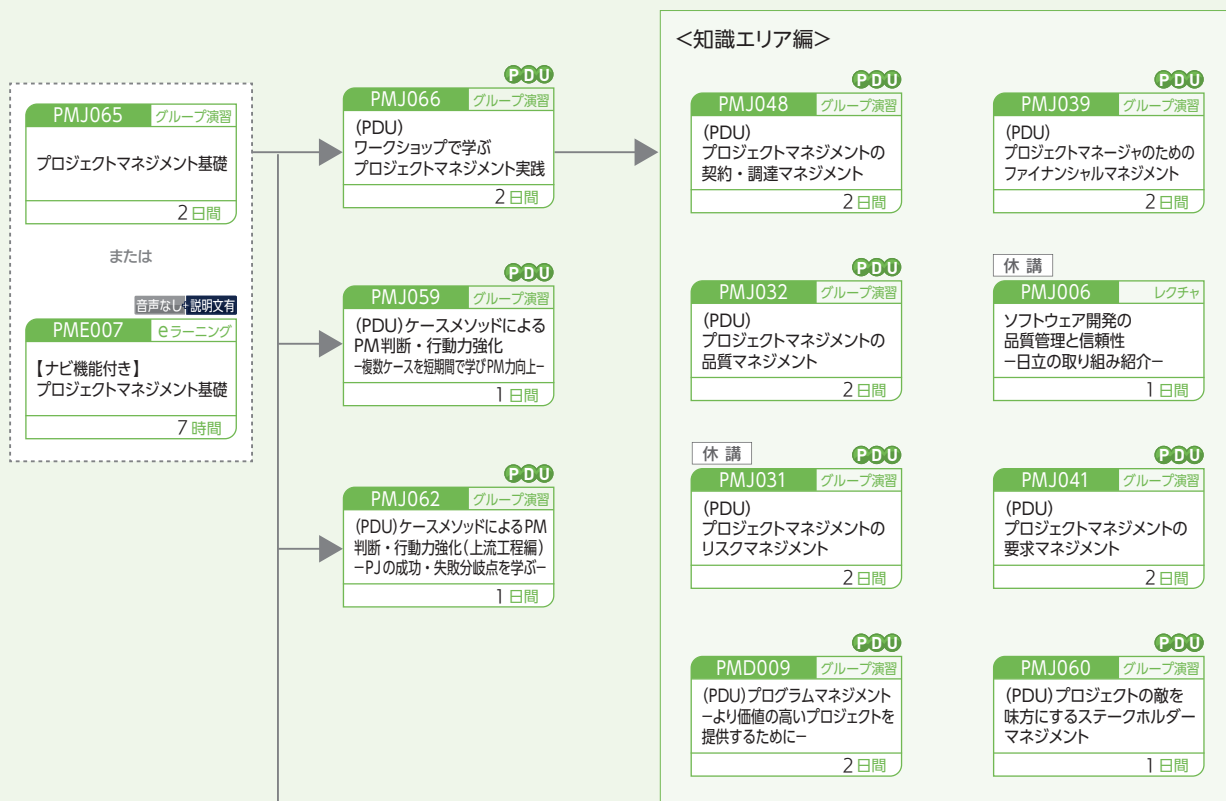 PMJ065 グループ演習
プロジェクトマネジメント基礎
2日間
または
音声なし+説明文有
PME007 eラーニング
【ナビ機能付き】
プロジェクトマネジメント基礎
7時間
PDU
PMJ066 グループ演習
(PDU)
ワークショップで学ぶ
プロジェクトマネジメント実践
2日間
PDU
PMJ059 グループ演習
(PDU)ケースメソッドによる
PM判断・行動力強化
−複数ケースを短期間で学びPM力向上−
1日間
PDU
PMJ062 グループ演習
(PDU)ケースメソッドによるPM
判断・行動力強化(上流工程編)
−PJの成功・失敗分岐点を学ぶ−
1日間
＜知識エリア編＞
PDU
PMJ048 グループ演習
(PDU)
プロジェクトマネジメントの
契約・調達マネジメント
2日間
PDU
PMJ039 グループ演習
(PDU)
プロジェクトマネージャのための
ファイナンシャルマネジメント
2日間
PDU
PMJ032 グループ演習
(PDU)
プロジェクトマネジメントの
品質マネジメント
2日間
休講
PMJ006 レクチャ
ソフトウェア開発の
品質管理と信頼性
−日立の取り組み紹介−
1日間
休講 PDU
PMJ031 グループ演習
(PDU)
プロジェクトマネジメントの
リスクマネジメント
2日間
PDU
PMJ041 グループ演習
(PDU)
プロジェクトマネジメントの
要求マネジメント
2日間
PDU
PMD009 グループ演習
(PDU)プログラムマネジメント
−より価値の高いプロジェクトを
提供するために−
2日間
PDU
PMJ060 グループ演習
(PDU)プロジェクトの敵を
味方にするステークホルダー
マネジメント
1日間